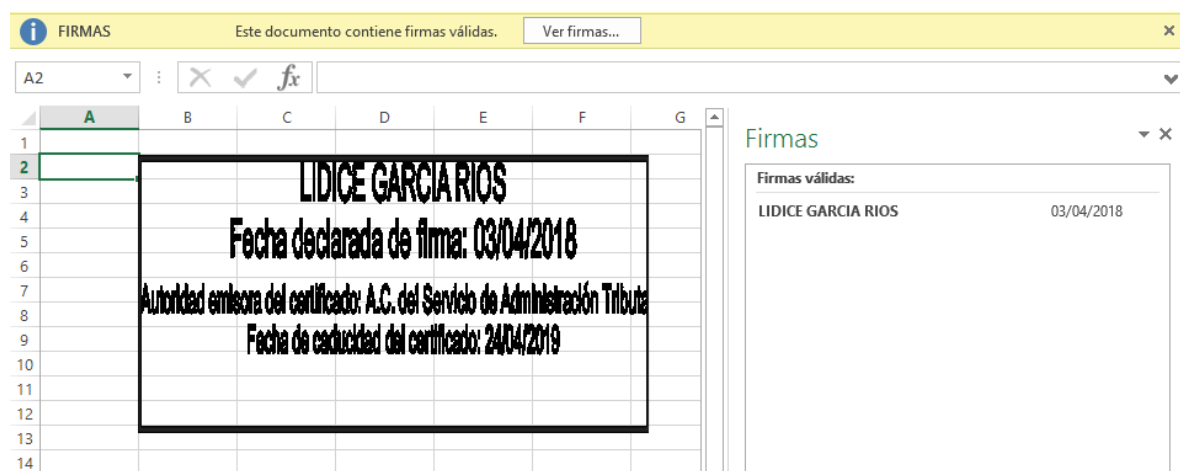 FIRMAS Este documento contiene firmas válidas. Ver firmas...
A2 fx
A B C D E F G
1
2
3
4
5
6
7
8
9
10
11
12
13
14
LIDICE GARCIA RIOS
Fecha declarada de firma: 03/04/2018
Autoridad emisora del certificado: A.C. del Servicio de Administración Tributa
Fecha de caducidad del certificado: 24/04/2019
Firmas
Firmas válidas:
LIDICE GARCIA RIOS 03/04/2018